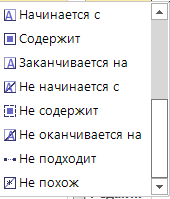 Начинается с
Содержит
Заканчивается на
Не начинается с
Не содержит
Не оканчивается на
Не подходит
Не похож